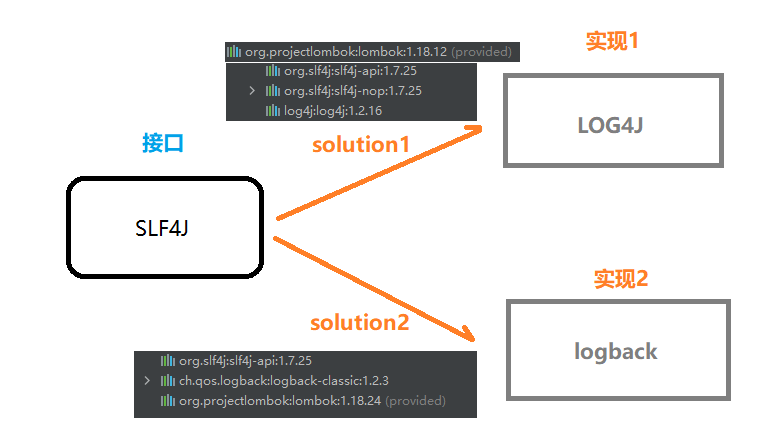 实现1
org.projectlombok:lombok:1.18.12 (provided)
org.slf4j:slf4j-api:1.7.25
org.slf4j:slf4j-nop:1.7.25
log4j:log4j:1.2.16
LOG4J
solution1
接口
SLF4J
实现2
solution2
logback
org.slf4j:slf4j-api:1.7.25
ch.qos.logback:logback-classic:1.2.3
org.projectlombok:lombok:1.18.24 (provided)